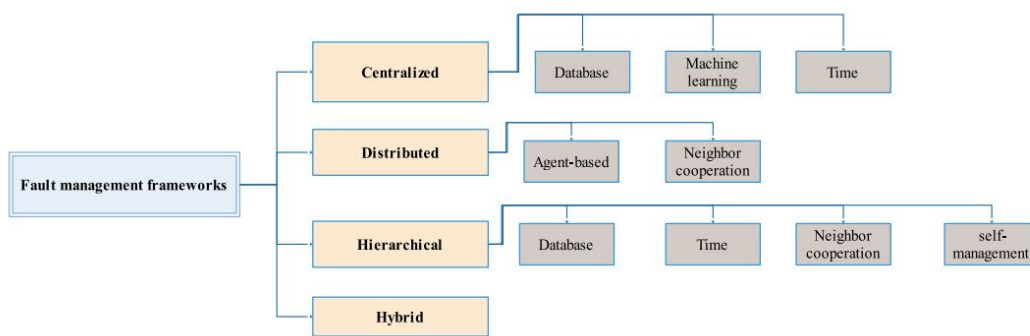 Centralized
Database
Machine
learning
Time
Distributed
Agent-based
Neighbor
cooperation
Fault management frameworks
Hierarchical
Database
Time
Neighbor
cooperation
self-
management
Hybrid